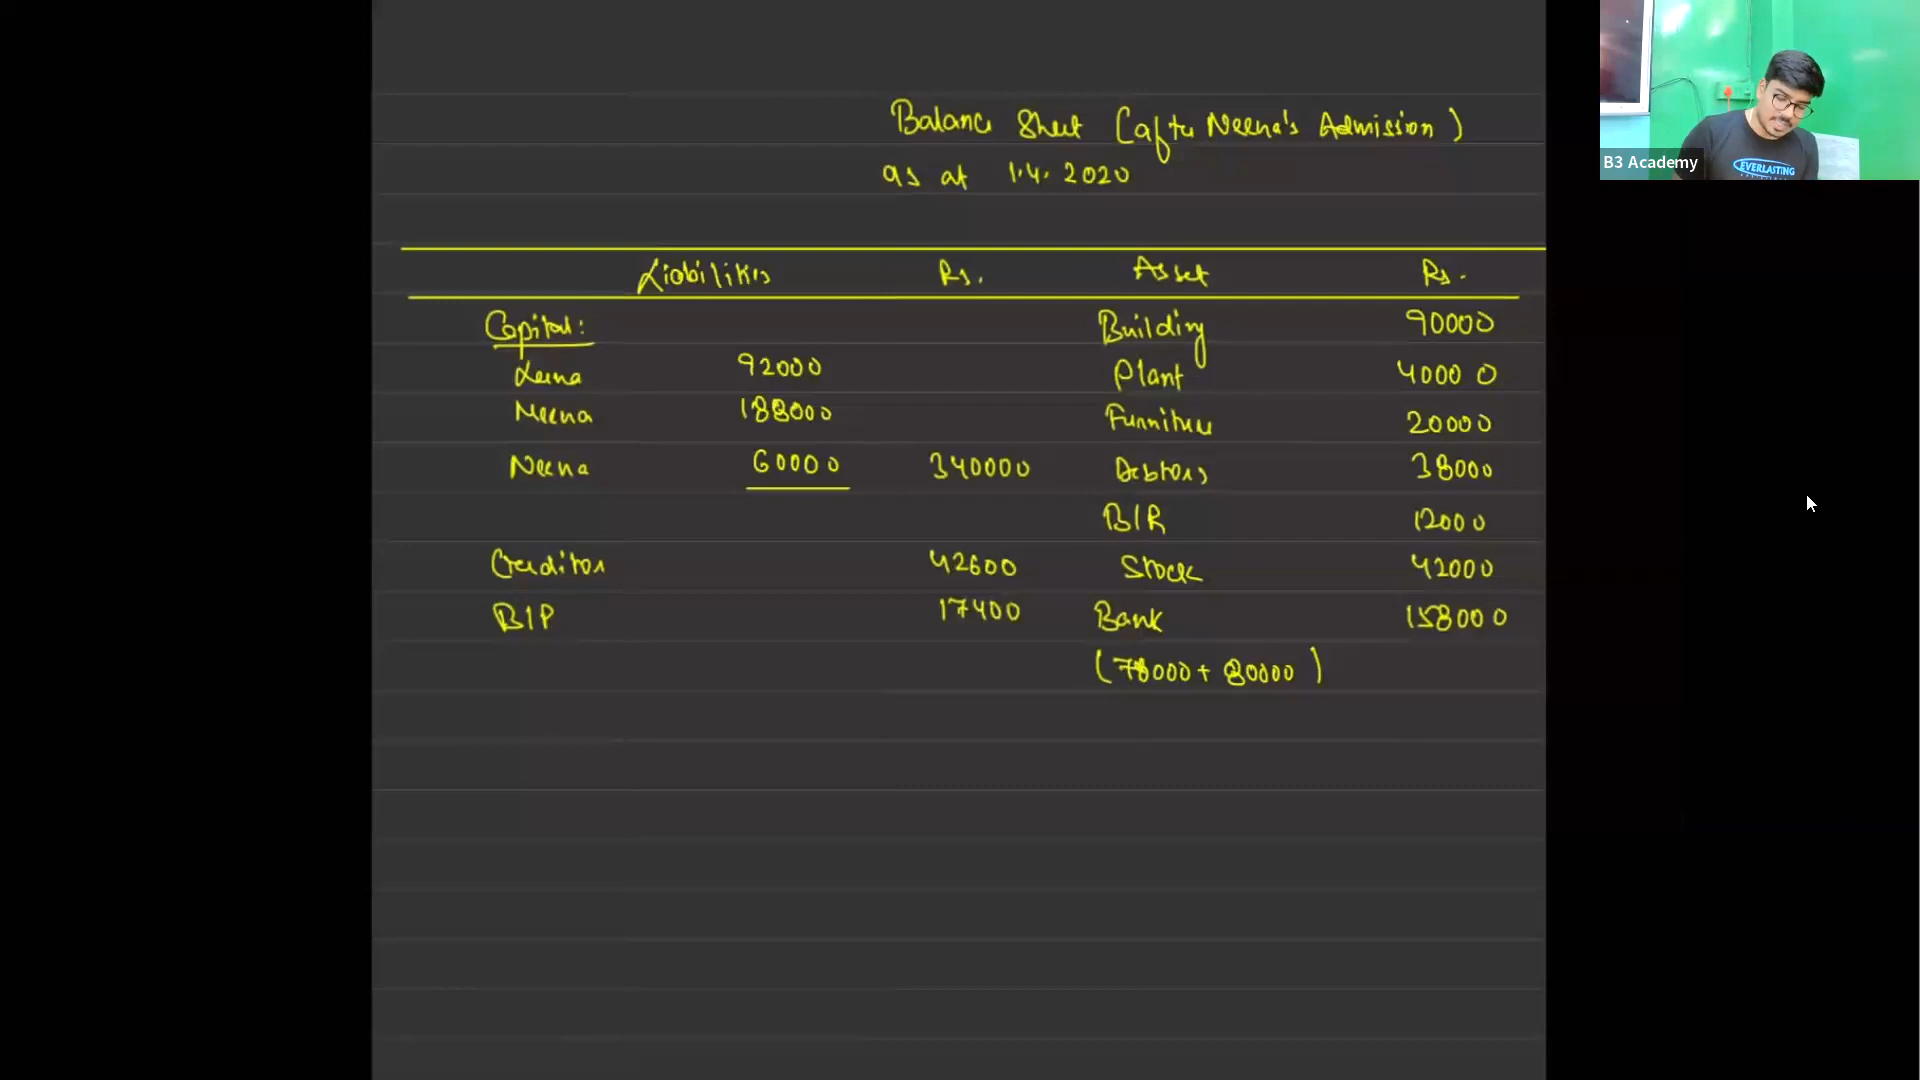 Balance Sheet (after Neena's Admission)
as at 1.4.2020
Liabilities Rs. Asset Rs.
Capital: Building 90000
Leena 92000 Plant 40000
Meena 188000 Furniture 20000
Neena 60000 340000 Debtors 38000
B/R 12000
Creditor 42600 Stock 42000
B/P 17400 Bank 158000
(78000 + 80000)
B3 Academy
EVERLASTING